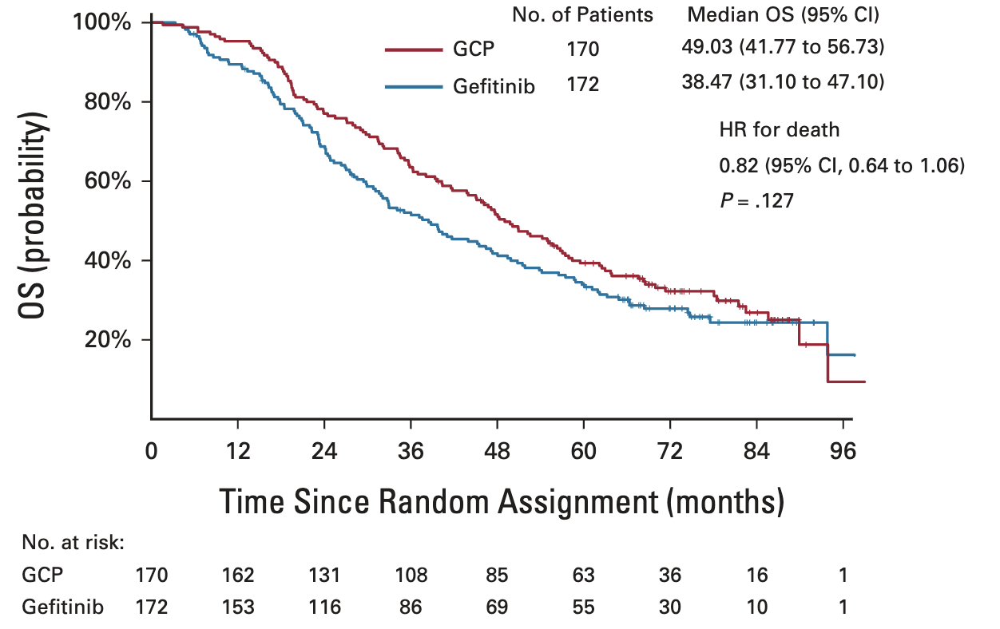 No. of Patients Median OS (95% CI)
GCP 170 49.03 (41.77 to 56.73)
Gefitinib 172 38.47 (31.10 to 47.10)
HR for death
0.82 (95% CI, 0.64 to 1.06)
P = .127
OS (probability)
100%
80%
60%
40%
20%
0 12 24 36 48 60 72 84 96
Time Since Random Assignment (months)
No. at risk:
GCP 170 162 131 108 85 63 36 16 1
Gefitinib 172 153 116 86 69 55 30 10 1